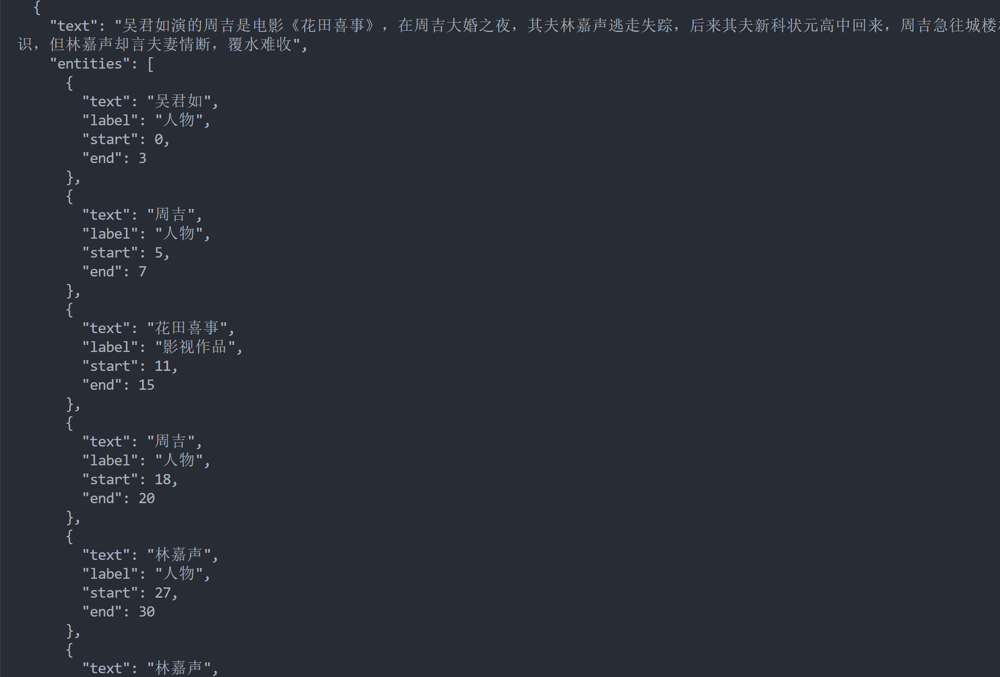 {
"text": "吴君如演的周吉是电影《花田喜事》，在周吉大婚之夜，其夫林嘉声逃走失踪，后来其夫新科状元高中回来，周吉急往城楼
识，但林嘉声却言夫妻情断，覆水难收",
"entities": [
{
"text": "吴君如",
"label": "人物",
"start": 0,
"end": 3
},
{
"text": "周吉",
"label": "人物",
"start": 5,
"end": 7
},
{
"text": "花田喜事",
"label": "影视作品",
"start": 11,
"end": 15
},
{
"text": "周吉",
"label": "人物",
"start": 18,
"end": 20
},
{
"text": "林嘉声",
"label": "人物",
"start": 27,
"end": 30
},
{
"text": "林嘉声",